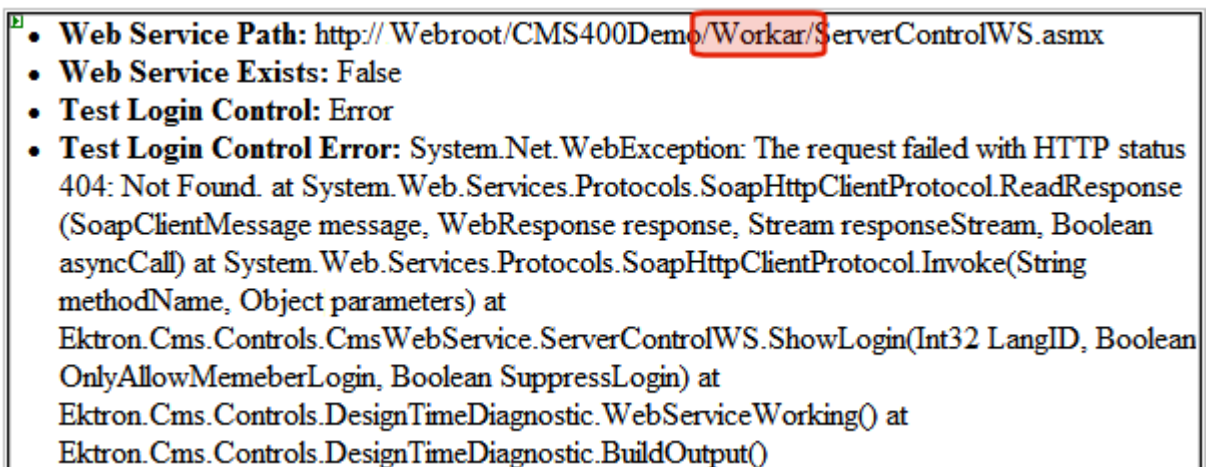 • Web Service Path: http:// Webroot/CMS400Demo/Workar/ServerControlWS.asmx
• Web Service Exists: False
• Test Login Control: Error
• Test Login Control Error: System.Net.WebException: The request failed with HTTP status
404: Not Found. at System.Web.Services.Protocols.SoapHttpClientProtocol.ReadResponse
(SoapClientMessage message, WebResponse response, Stream responseStream, Boolean
asyncCall) at System.Web.Services.Protocols.SoapHttpClientProtocol.Invoke(String
methodName, Object parameters) at
Ektron.Cms.Controls.CmsWebService.ServerControlWS.ShowLogin(Int32 LangID, Boolean
OnlyAllowMemeberLogin, Boolean SuppressLogin) at
Ektron.Cms.Controls.DesignTimeDiagnostic.WebServiceWorking() at
Ektron.Cms.Controls.DesignTimeDiagnostic.BuildOutput()